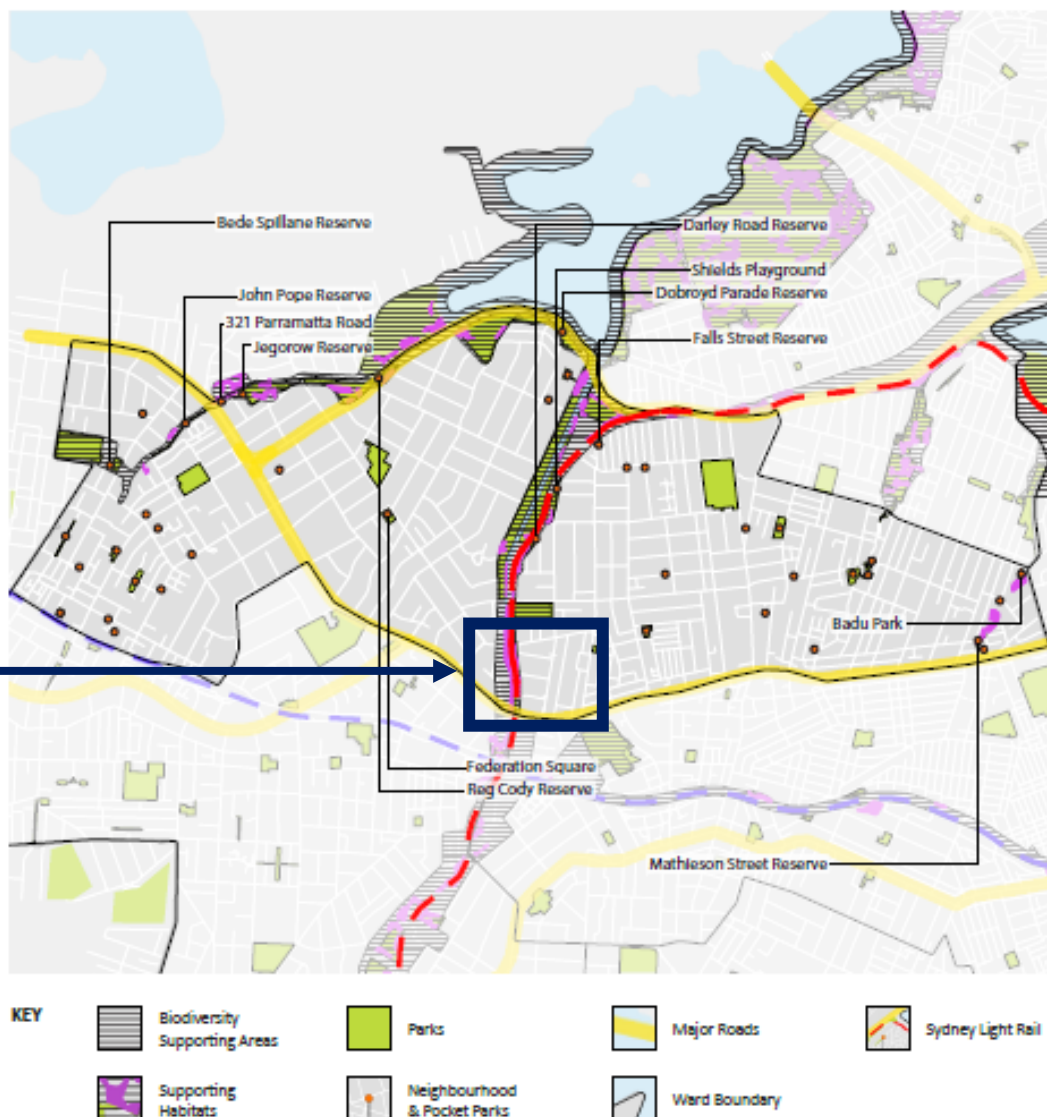 Bede Spillane Reserve
Darley Road Reserve
Shields Playground
John Pope Reserve
Dobroyd Parade Reserve
321 Parramatta Road
Falls Street Reserve
Jegorow Reserve
Badu Park
Federation Square
Reg Cody Reserve
Mathieson Street Reserve
KEY
Biodiversity
Supporting Areas
Parks
Major Roads
Sydney Light Rail
Supporting
Habitats
Neighbourhood
& Pocket Parks
Ward Boundary